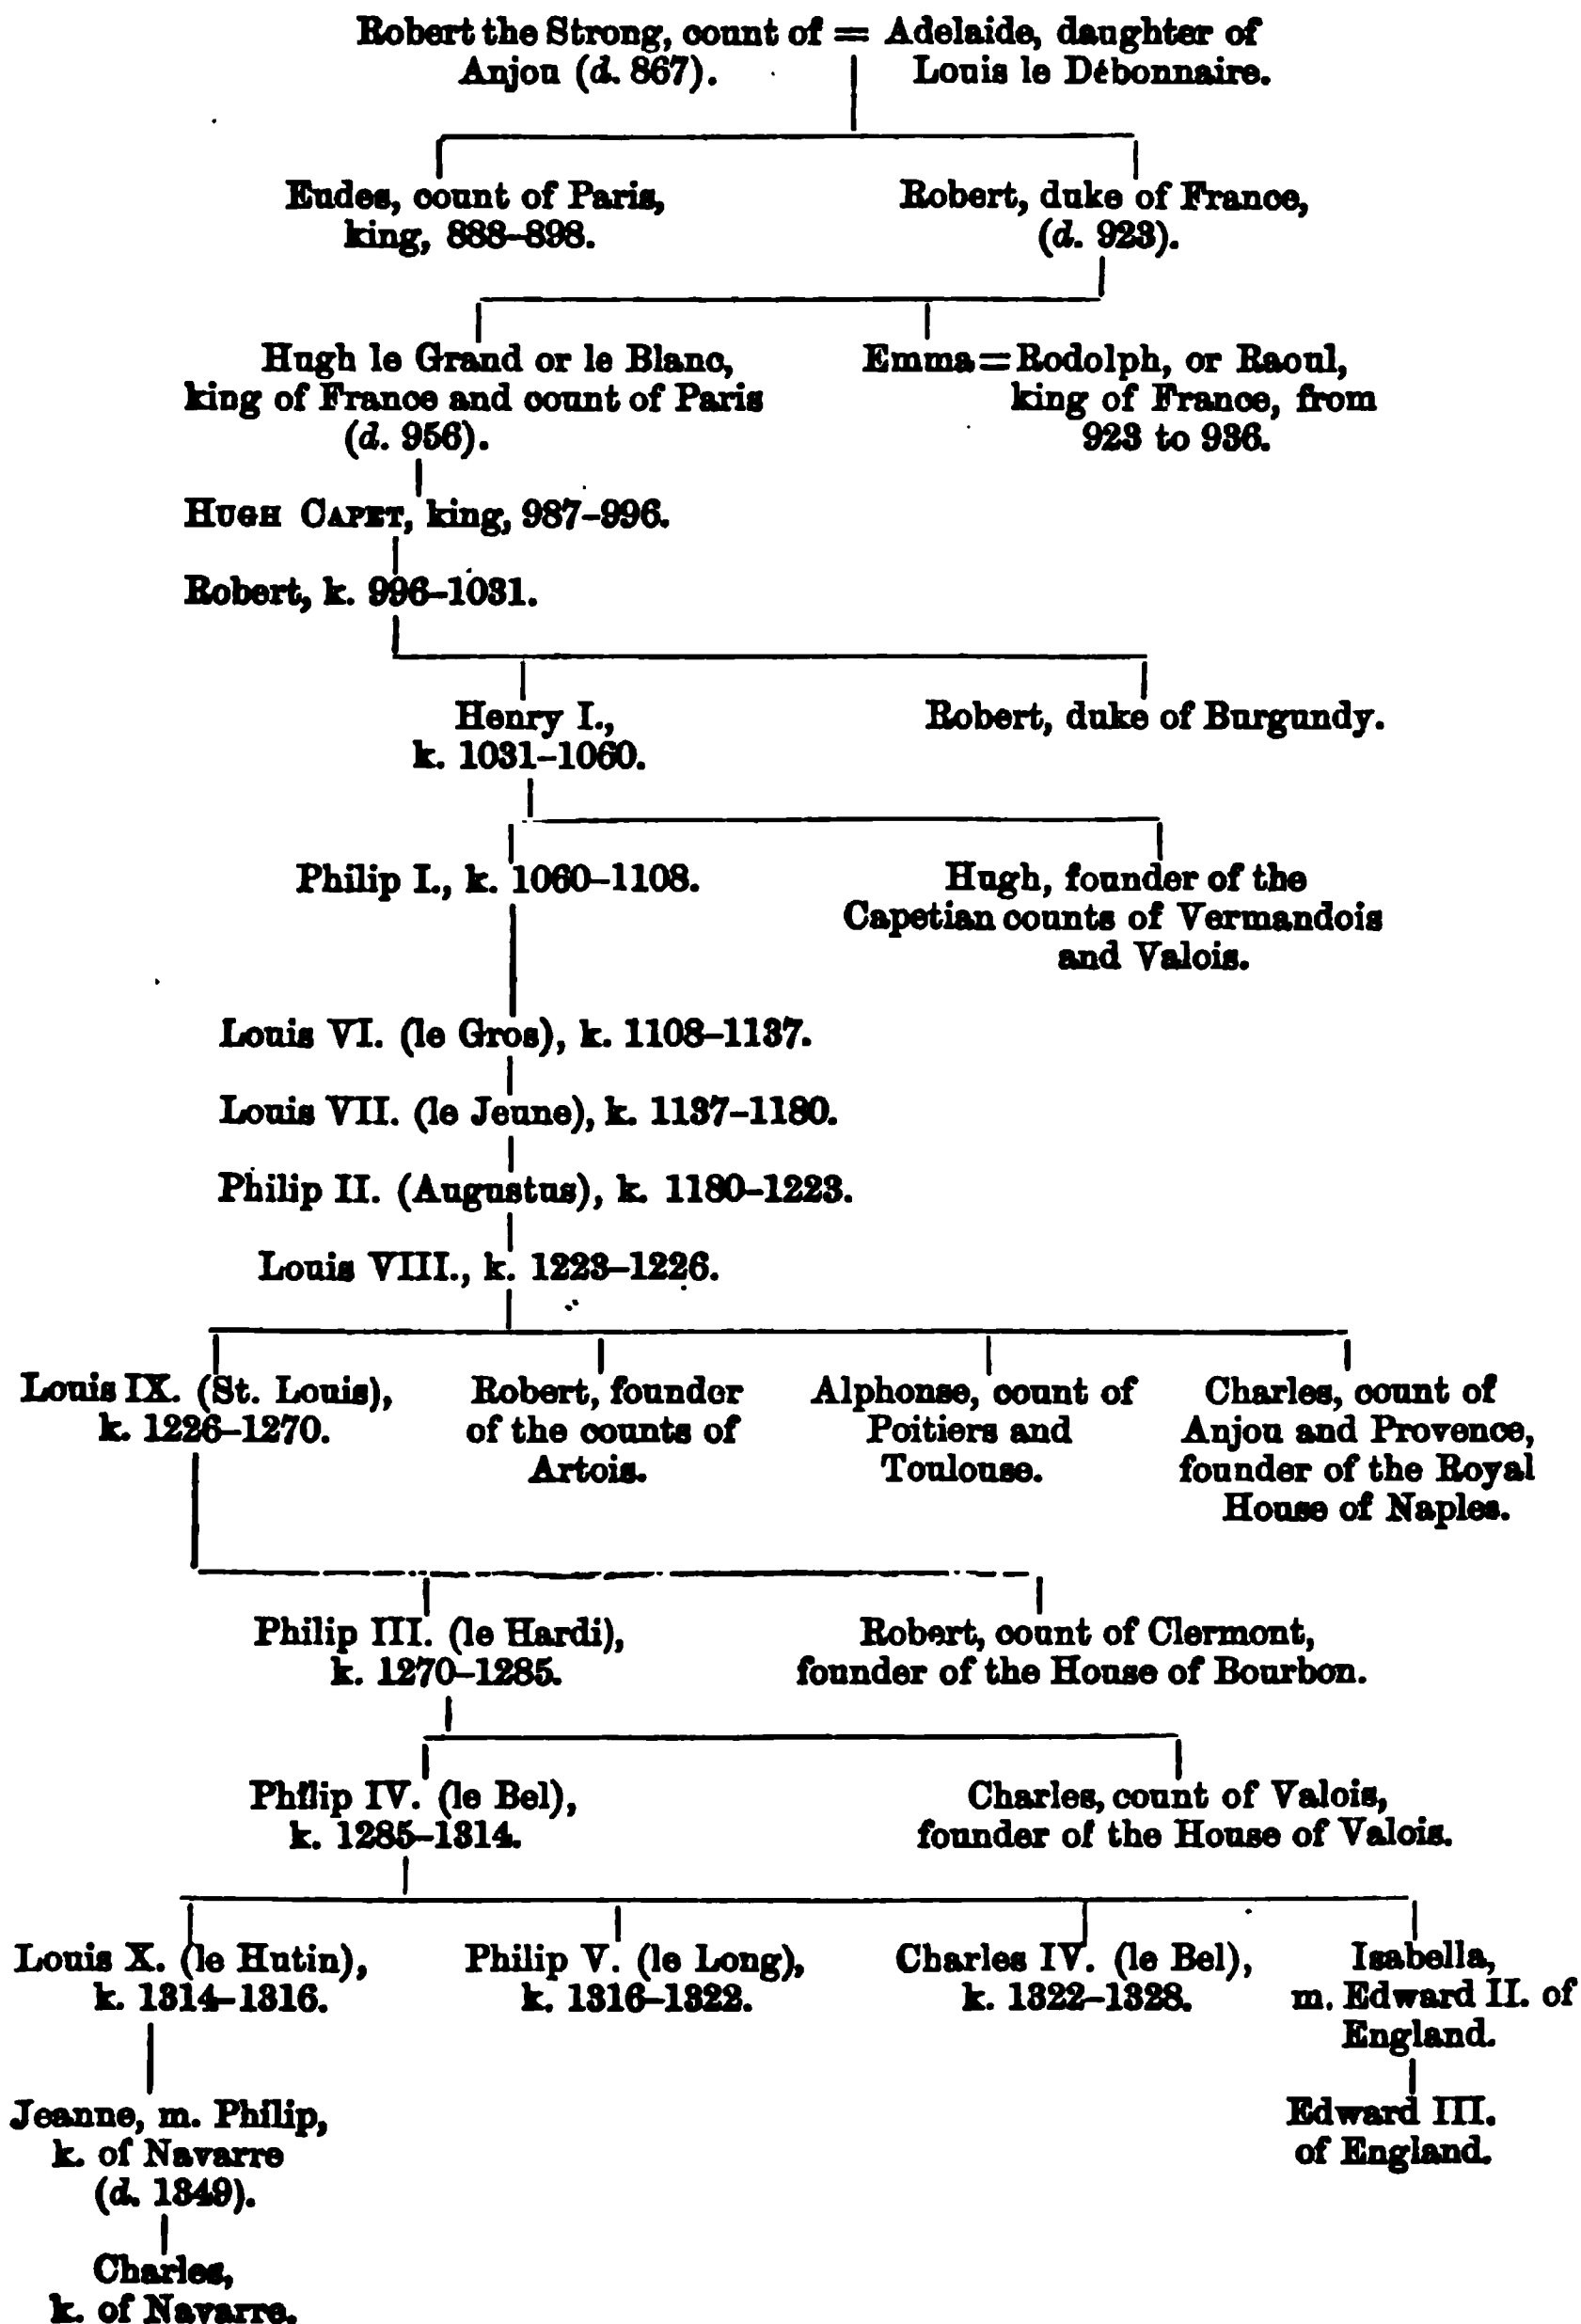 Robert the Strong, count of = Adelaide, daughter of
Anjou (d. 867). Louis le Débonnaire.
Eudes, count of Paris,
king, 888–898.
Robert, duke of France,
(d. 923).
Hugh le Grand or le Blanc,
king of France and count of Paris
(d. 956).
Emma=Rodolph, or Raoul,
king of France, from
923 to 936.
HUGH CAPET, king, 987–996.
Robert, k. 996–1031.
Henry I.,
k. 1031–1060.
Robert, duke of Burgundy.
Philip I., k. 1060–1108.
Hugh, founder of the
Capetian counts of Vermandois
and Valois.
Louis VI. (le Gros), k. 1108–1137.
Louis VII. (le Jeune), k. 1137–1180.
Philip II. (Augustus), k. 1180–1223.
Louis VIII., k. 1223–1226.
Louis IX. (St. Louis),
k. 1226–1270.
Robert, founder
of the counts of
Artois.
Alphonse, count of
Poitiers and
Toulouse.
Charles, count of
Anjou and Provence,
founder of the Royal
House of Naples.
Philip III. (le Hardi),
k. 1270–1285.
Robert, count of Clermont,
founder of the House of Bourbon.
Philip IV. (le Bel),
k. 1285–1314.
Charles, count of Valois,
founder of the House of Valois.
Louis X. (le Hutin),
k. 1314–1316.
Philip V. (le Long),
k. 1316–1322.
Charles IV. (le Bel),
k. 1322–1328.
Isabella,
m. Edward II. of
England.
Jeanne, m. Philip,
k. of Navarre
(d. 1349).
Edward III.
of England.
Charles,
k. of Navarre.